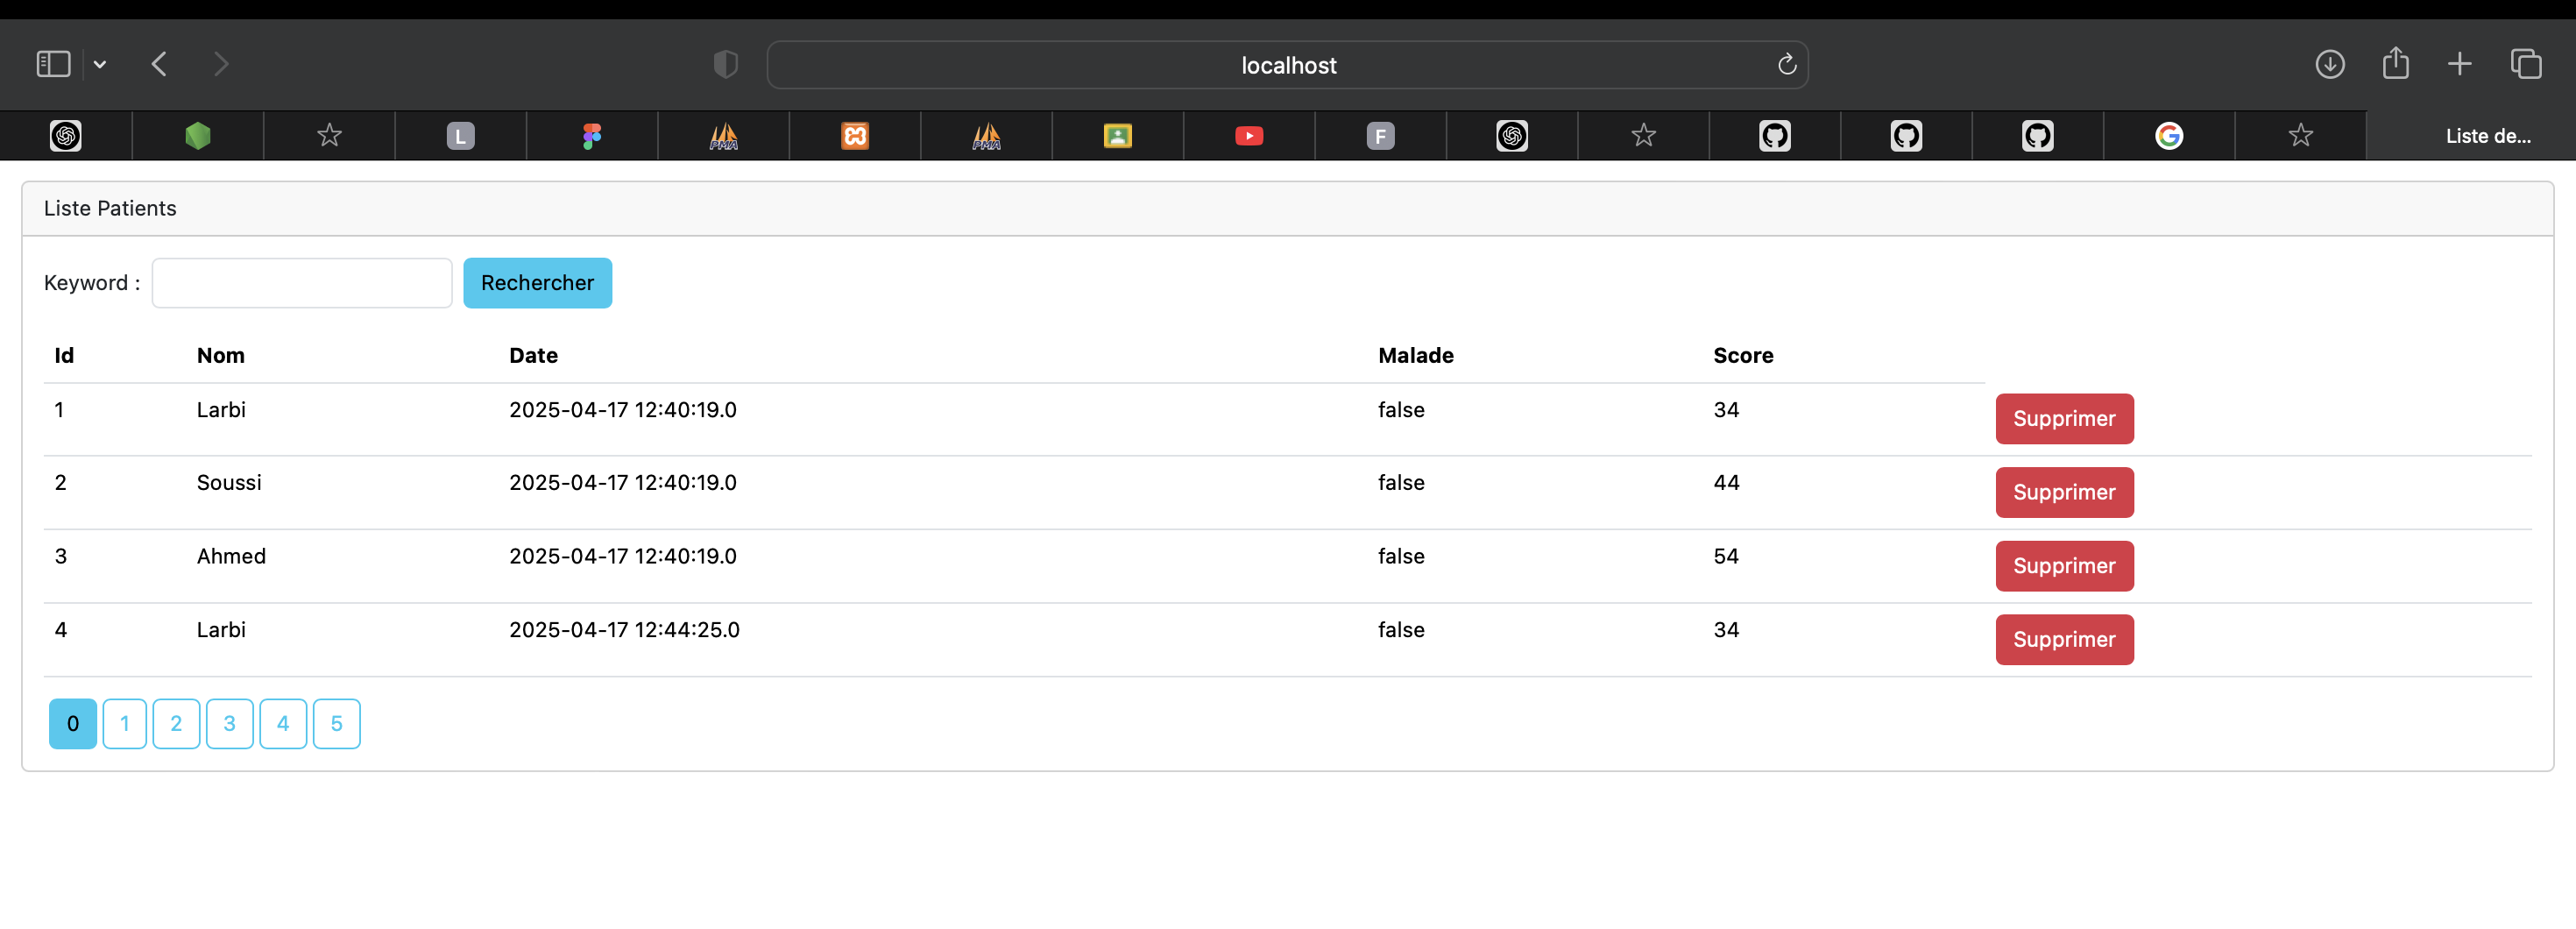 localhost
L
PMA
PMA
F
Liste de...
Liste Patients
Keyword :
Rechercher
Id Nom Date Malade Score
1 Larbi 2025-04-17 12:40:19.0 false 34 Supprimer
2 Soussi 2025-04-17 12:40:19.0 false 44 Supprimer
3 Ahmed 2025-04-17 12:40:19.0 false 54 Supprimer
4 Larbi 2025-04-17 12:44:25.0 false 34 Supprimer
0 1 2 3 4 5